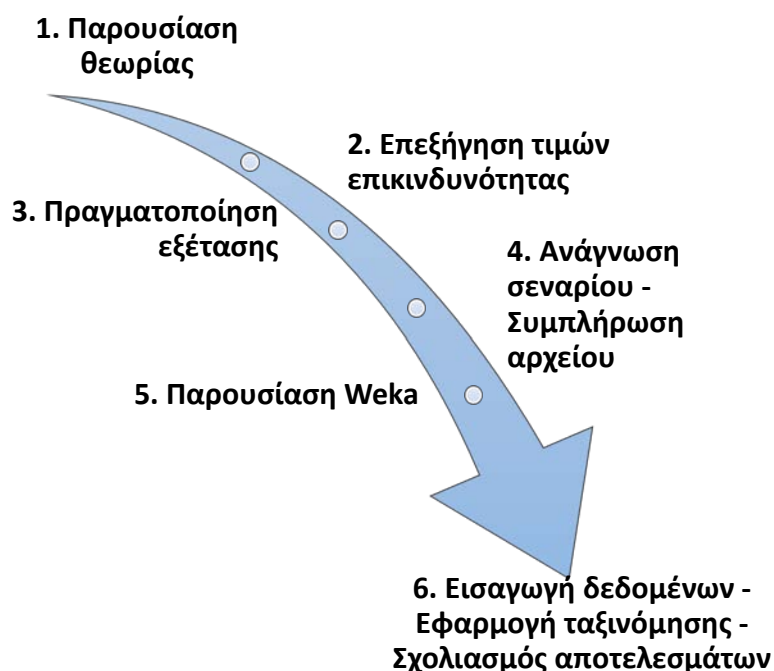 1. Παρουσίαση
θεωρίας
2. Επεξήγηση τιμών
επικινδυνότητας
3. Πραγματοποίηση
εξέτασης
4. Ανάγνωση
σεναρίου -
Συμπλήρωση
αρχείου
5. Παρουσίαση Weka
6. Εισαγωγή δεδομένων -
Εφαρμογή ταξινόμησης -
Σχολιασμός αποτελεσμάτων